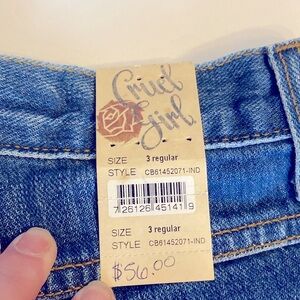 Cruel
Girl
SIZE 3 regular
STYLE CB61452071-IND
7 26126 45141 9
SIZE 3 regular
STYLE CB61452071-IND
$56.00